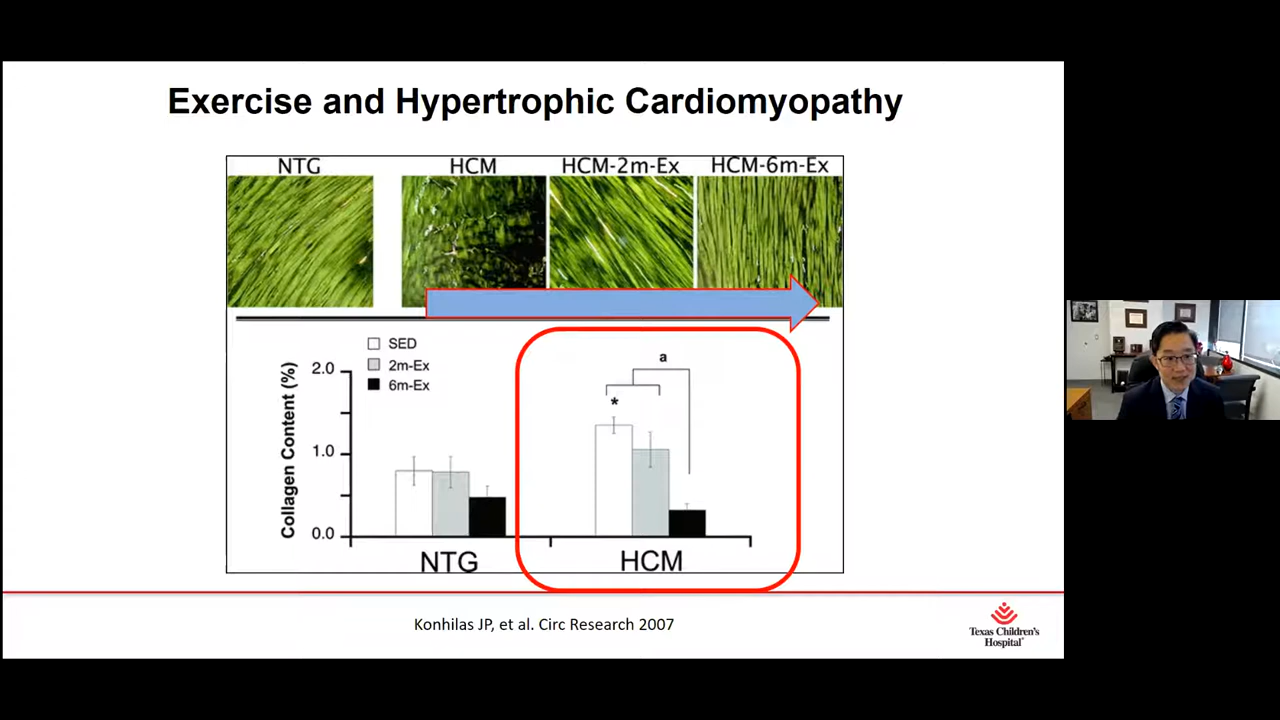 Exercise and Hypertrophic Cardiomyopathy
NTG HCM HCM-2m-Ex HCM-6m-Ex
SED
2m-Ex
6m-Ex
a
*
Collagen Content (%)
2.0
1.0
0.0
NTG HCM
Konhilas JP, et al. Circ Research 2007
Texas Children's
Hospital